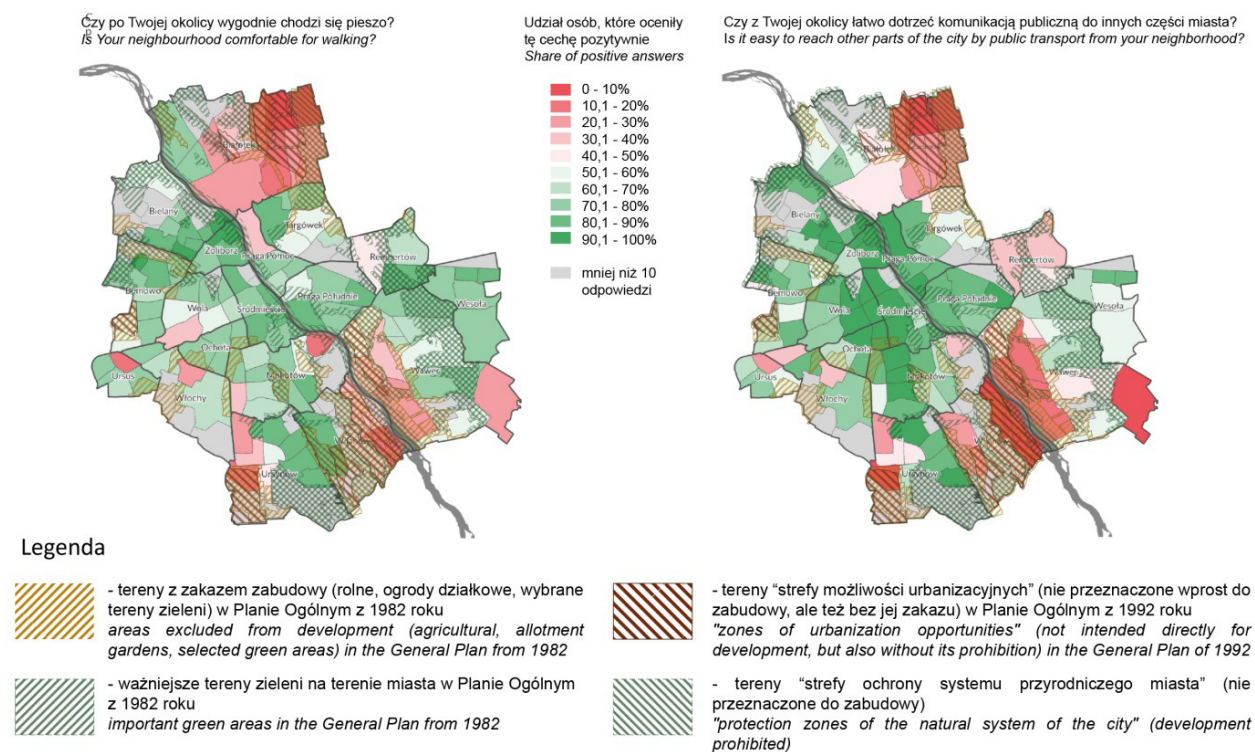 Czy po Twojej okolicy wygodnie chodzi się pieszo?
Is Your neighbourhood comfortable for walking?
Udział osób, które oceniły
tę cechę pozytywnie
Share of positive answers
Czy z Twojej okolicy łatwo dotrzeć komunikacją publiczną do innych części miasta?
Is it easy to reach other parts of the city by public transport from your neighborhood?
0 - 10%
10,1 - 20%
20,1 - 30%
30,1 - 40%
40,1 - 50%
50,1 - 60%
60,1 - 70%
70,1 - 80%
80,1 - 90%
90,1 - 100%
mniej niż 10
odpowiedzi
Bielany
Targówek
Żoliborz
Praga Północ
Rembertów
Bemowo
Wola
Śródmieście
Praga Południe
Wesoła
Ochota
Ursus
Włochy
Mokotów
Wawer
Ursynów
Bielany
Targówek
Żoliborz
Praga Północ
Rembertów
Bemowo
Wola
Śródmieście
Praga Południe
Wesoła
Ochota
Ursus
Włochy
Mokotów
Wawer
Ursynów
Legenda
- tereny z zakazem zabudowy (rolne, ogrody działkowe, wybrane
tereny zieleni) w Planie Ogólnym z 1982 roku
areas excluded from development (agricultural, allotment
gardens, selected green areas) in the General Plan from 1982
- ważniejsze tereny zieleni na terenie miasta w Planie Ogólnym
z 1982 roku
important green areas in the General Plan from 1982
- tereny "strefy możliwości urbanizacyjnych" (nie przeznaczone wprost do
zabudowy, ale też bez jej zakazu) w Planie Ogólnym z 1992 roku
"zones of urbanization opportunities" (not intended directly for
development, but also without its prohibition) in the General Plan of 1992
- tereny "strefy ochrony systemu przyrodniczego miasta" (nie
przeznaczone do zabudowy)
"protection zones of the natural system of the city" (development
prohibited)